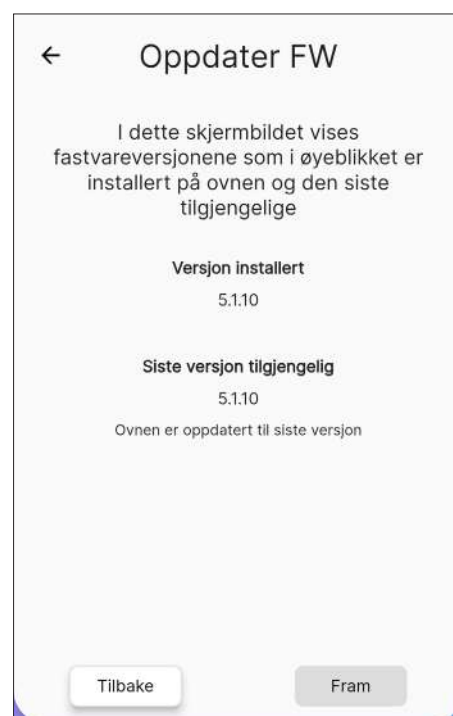 Oppdater FW
I dette skjermbildet vises
fastvareversjonene som i øyeblikket er
installert på ovnen og den siste
tilgjengelige
Versjon installert
5.1.10
Siste versjon tilgjengelig
5.1.10
Ovnen er oppdatert til siste versjon
Tilbake
Fram